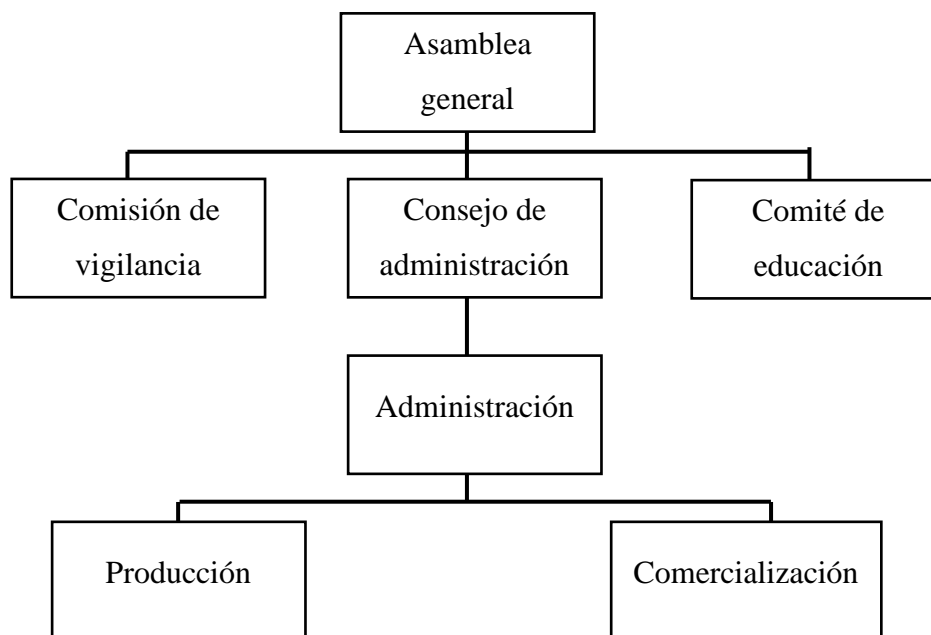 Asamblea
general
Comisión de
vigilancia
Consejo de
administración
Comité de
educación
Administración
Producción
Comercialización